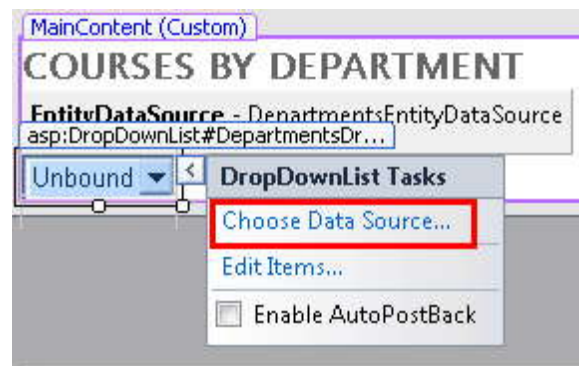 MainContent (Custom)
COURSES BY DEPARTMENT
EntityDataSource - DepartmentsEntityDataSource
asp:DropDownList#DepartmentsDr...
Unbound
DropDownList Tasks
Choose Data Source...
Edit Items...
Enable AutoPostBack